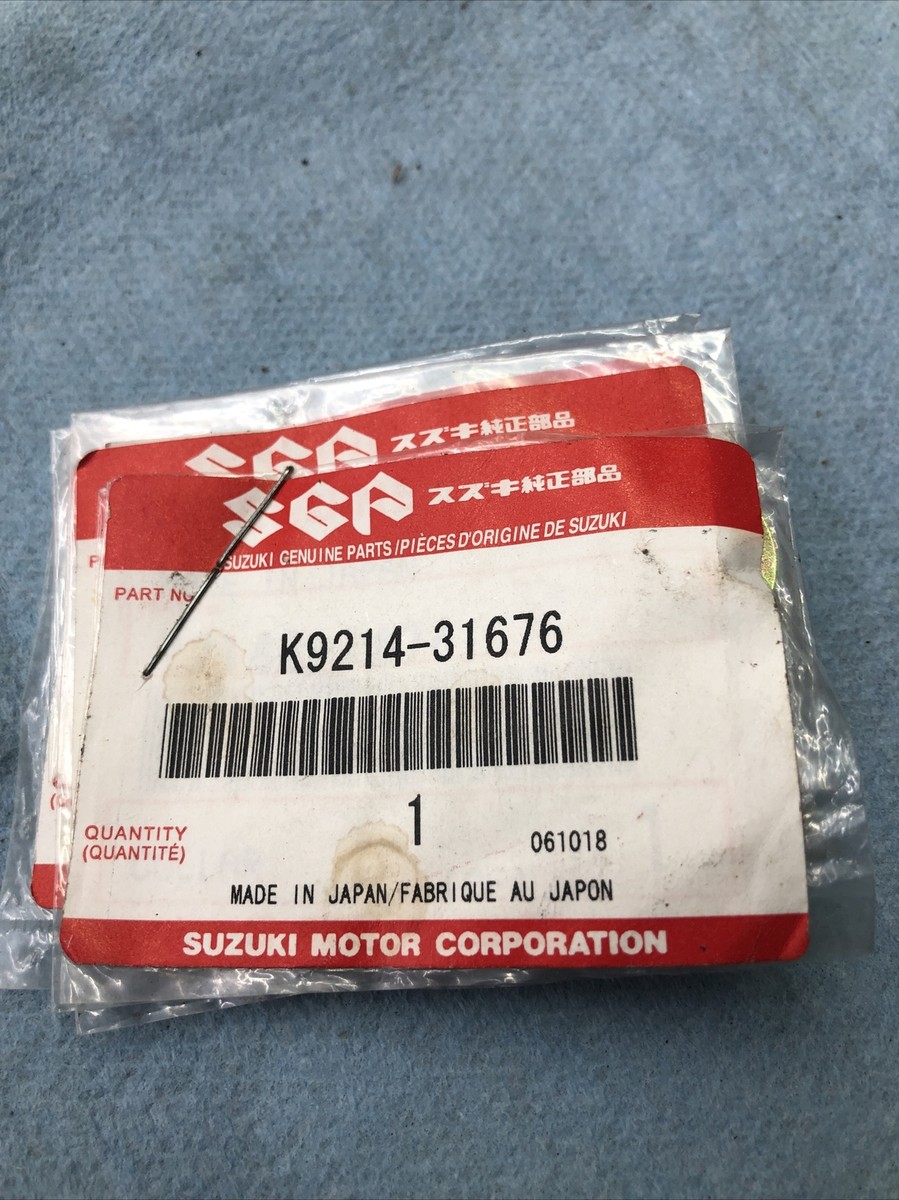 SGP スズキ純正部品
P
SGP スズキ純正部品
SUZUKI GENUINE PARTS/PIÈCES D'ORIGINE DE SUZUKI
PART NO
K9214-31676
QUANTITY 1
(QUANTITÉ) 061018
MADE IN JAPAN/FABRIQUE AU JAPON
SUZUKI MOTOR CORPORATION